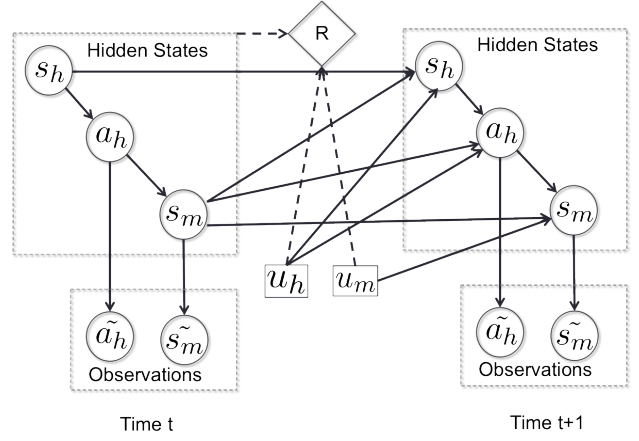 Hidden States
s_h
a_h
s_m
R
u_h
u_m
ã_h
s̃_m
Observations
Time t
Hidden States
s_h
a_h
s_m
ã_h
s̃_m
Observations
Time t+1